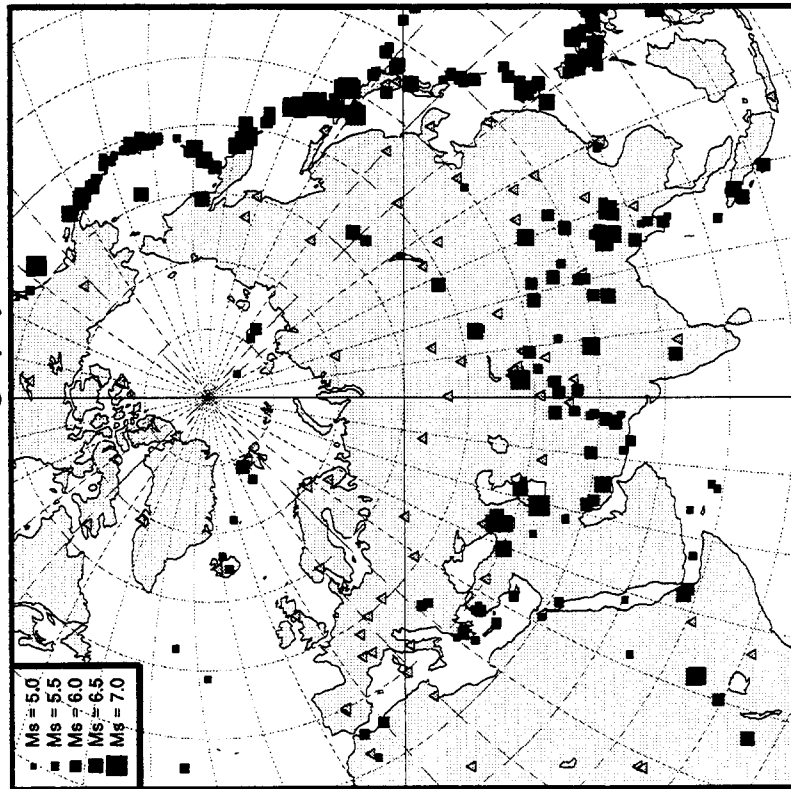 Ms = 5.0
Ms = 5.5
Ms = 6.0
Ms = 6.5
Ms = 7.0